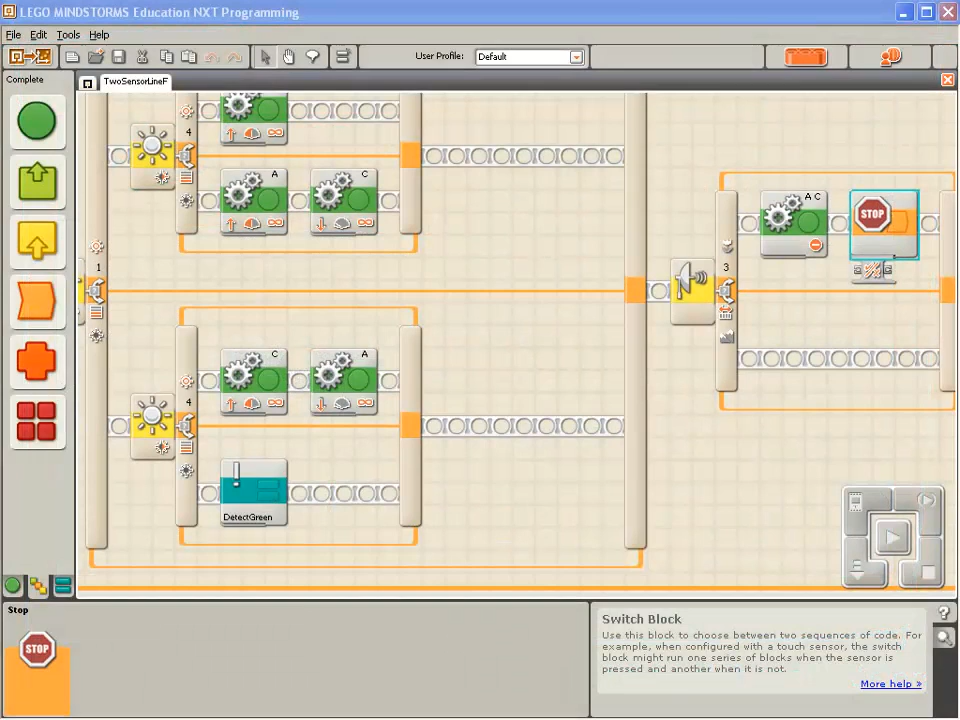 LEGO MINDSTORMS Education NXT Programming
File Edit Tools Help
User Profile: Default
Complete
TwoSensorLineF
4
A C
A C
STOP
1
3
C A
4
DetectGreen
Stop
STOP
Switch Block
Use this block to choose between two sequences of code. For
example, when configured with a touch sensor, the switch
block might run one series of blocks when the sensor is
pressed and another when it is not.
More help »
?